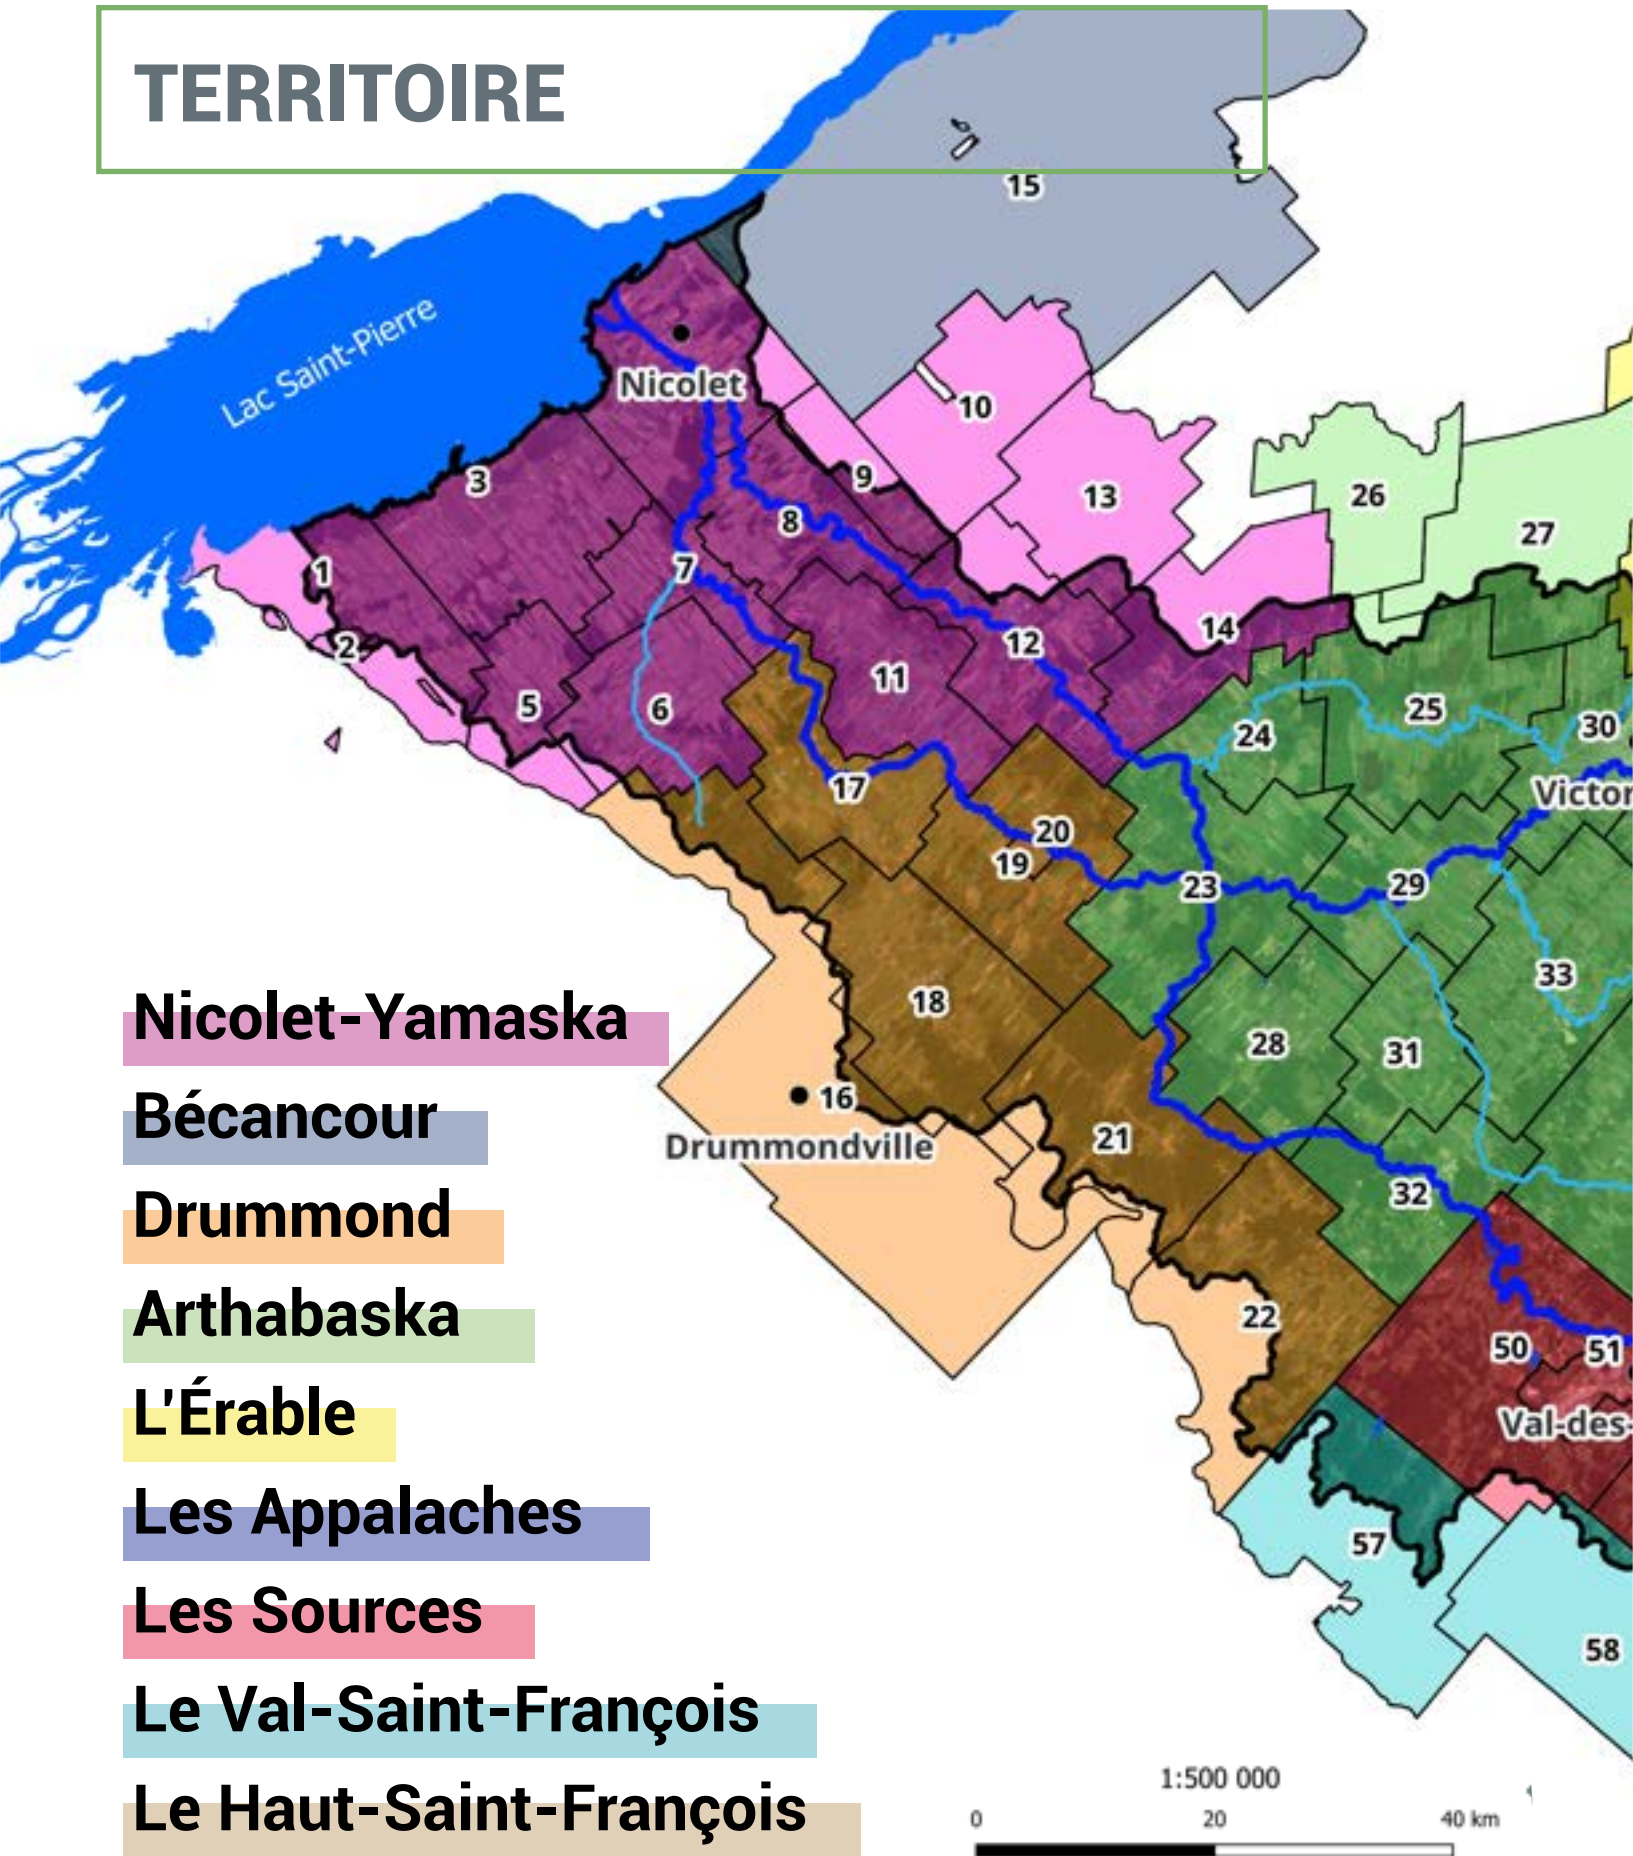 TERRITOIRE
15
Lac Saint-Pierre
Nicolet
10
3
9
13
26
8
27
1
7
2
12
14
5
6
11
24
25
30
17
Victor
20
19
23
29
33
18
28
31
Nicolet-Yamaska
16
Bécancour
Drummondville
21
32
Drummond
Arthabaska
22
50
51
L'Érable
Val-des-
Les Appalaches
57
Les Sources
58
Le Val-Saint-François
1:500 000
Le Haut-Saint-François
0 20 40 km